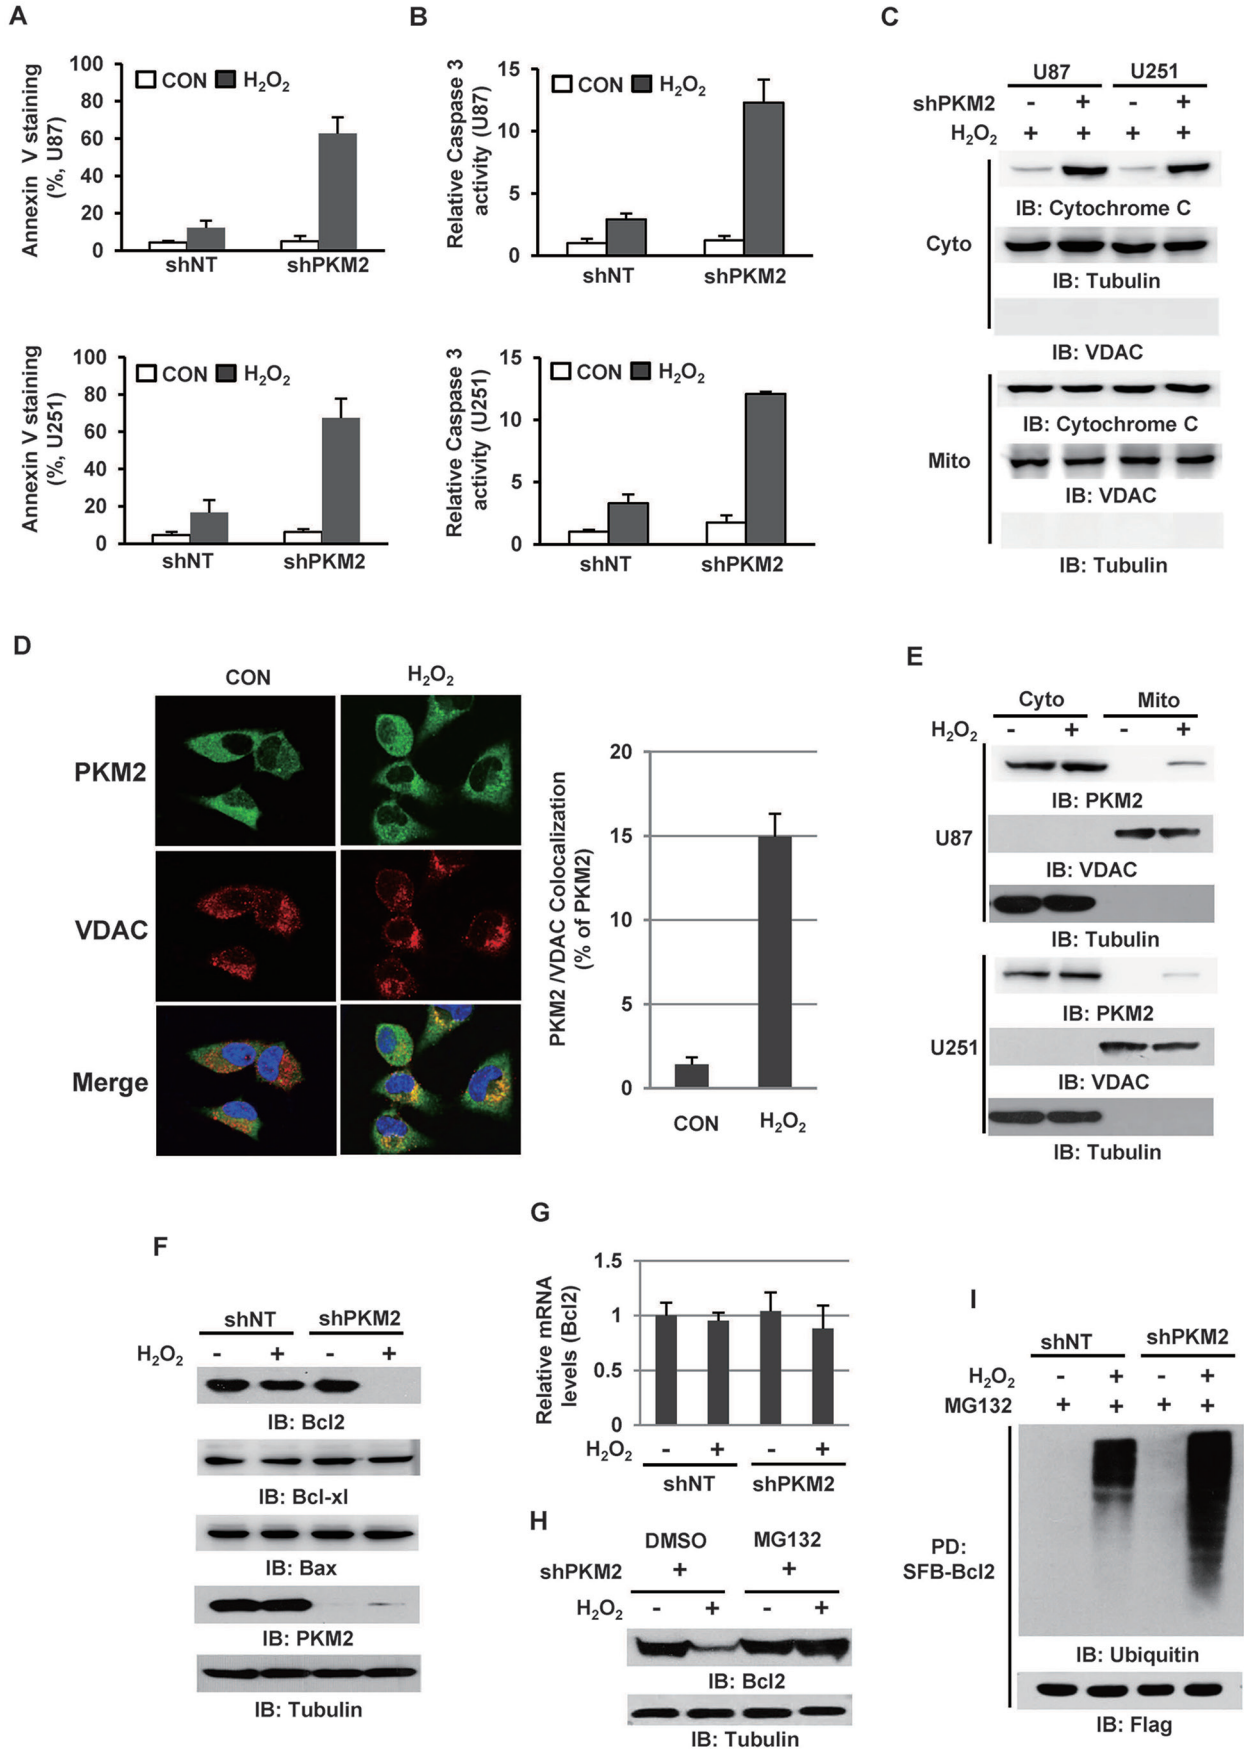 A
Annexin V staining
(%, U87)
100
80
60
40
20
0
CON H₂O₂
shNT shPKM2
Annexin V staining
(%, U251)
100
80
60
40
20
0
CON H₂O₂
shNT shPKM2
B
Relative Caspase 3
activity (U87)
15
10
5
0
CON H₂O₂
shNT shPKM2
Relative Caspase 3
activity (U251)
15
10
5
0
CON H₂O₂
shNT shPKM2
C
U87 U251
shPKM2 - + - +
H₂O₂ + + + +
IB: Cytochrome C
Cyto
IB: Tubulin
IB: VDAC
IB: Cytochrome C
Mito
IB: VDAC
IB: Tubulin
D
CON H₂O₂
PKM2
VDAC
Merge
PKM2 /VDAC Colocalization
(% of PKM2)
20
15
10
5
0
CON H₂O₂
E
Cyto Mito
H₂O₂ - + - +
IB: PKM2
U87
IB: VDAC
IB: Tubulin
IB: PKM2
U251
IB: VDAC
IB: Tubulin
F
shNT shPKM2
H₂O₂ - + - +
IB: Bcl2
IB: Bcl-xl
IB: Bax
IB: PKM2
IB: Tubulin
G
Relative mRNA
levels (Bcl2)
1.5
1
0.5
0
H₂O₂ - + - +
shNT shPKM2
H
DMSO MG132
shPKM2 + +
H₂O₂ - + - +
IB: Bcl2
IB: Tubulin
I
shNT shPKM2
H₂O₂ - + - +
MG132 + + + +
PD:
SFB-Bcl2
IB: Ubiquitin
IB: Flag